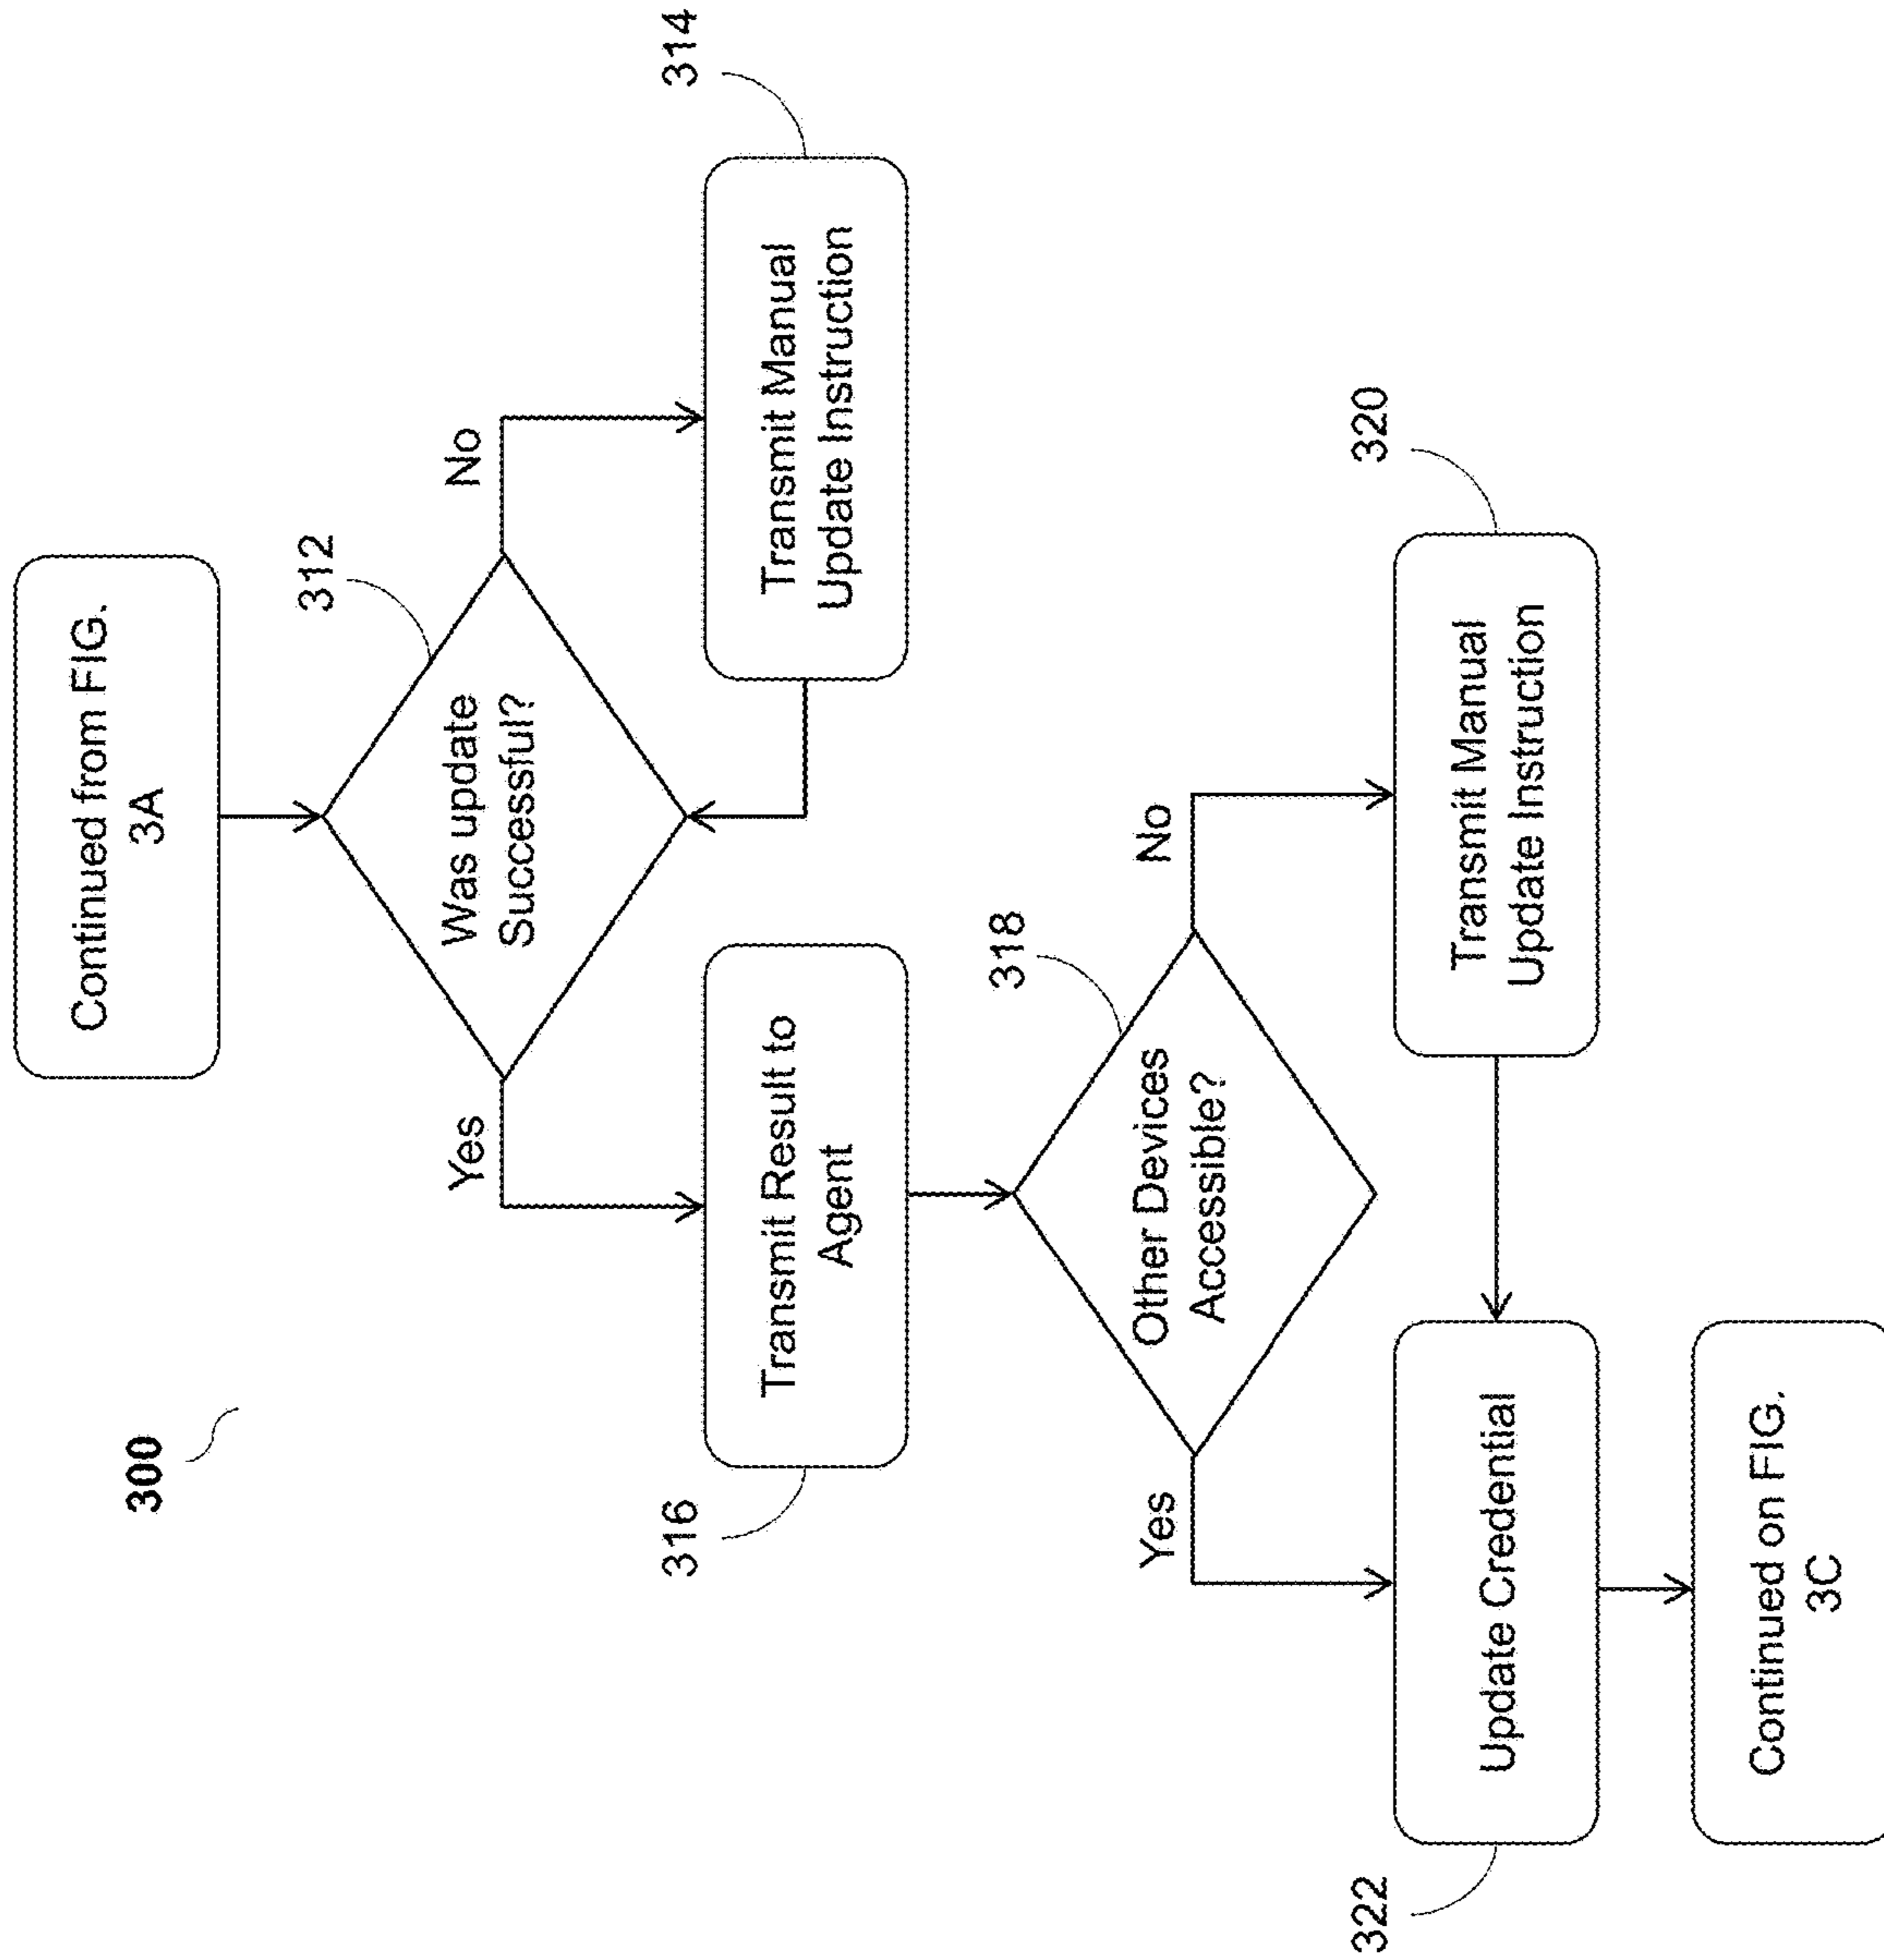 300
Continued from FIG.
3A
312
Was update
Successful?
Yes
No
314
Transmit Manual
Update Instruction
316
Transmit Result to
Agent
318
Other Devices
Accessible?
Yes
No
320
Transmit Manual
Update Instruction
322
Update Credential
Continued on FIG.
3C